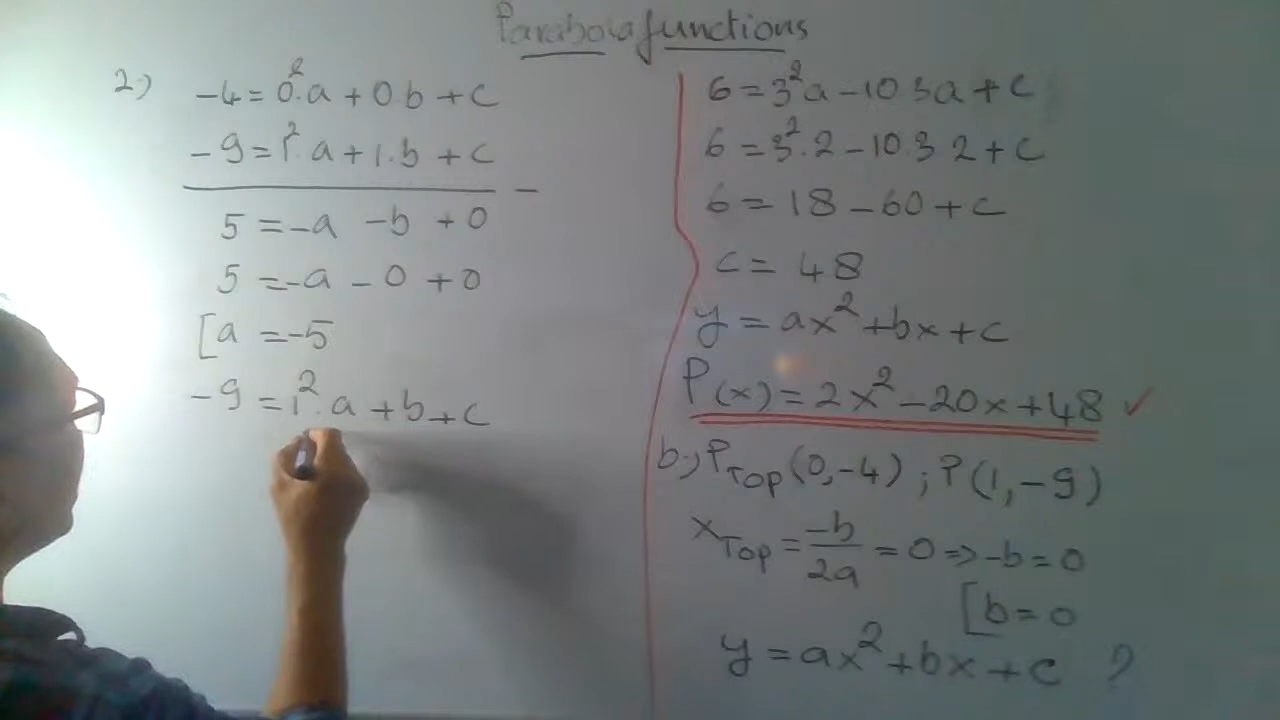 Parabola functions
2) -4 = 0².a + 0b + c
-9 = 1².a + 1.b + c
5 = -a - b + 0
5 = -a - 0 + 0
[a = -5
-9 = 1².a + b + c
6 = 3²a - 10 3a + c
6 = 3².2 - 10.3 2 + c
6 = 18 - 60 + c
c = 48
y = ax² + bx + c
P(x) = 2x² - 20x + 48 ✓
b) P_Top(0, -4) ; P(1, -9)
x_Top = -b/2a = 0 => -b = 0
[b = 0
y = ax² + bx + c ?